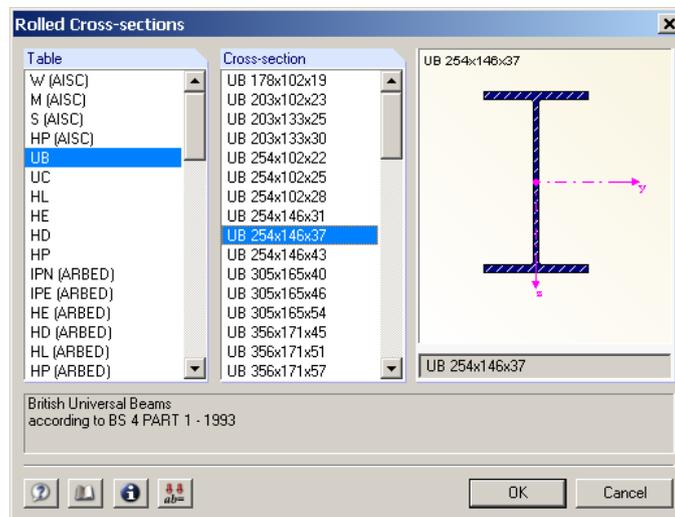 Rolled Cross-sections
Table
W (AISC)
M (AISC)
S (AISC)
HP (AISC)
UB
UC
HL
HE
HD
HP
IPN (ARBED)
IPE (ARBED)
HE (ARBED)
HD (ARBED)
HL (ARBED)
HP (ARBED)
Cross-section
UB 178x102x19
UB 203x102x23
UB 203x133x25
UB 203x133x30
UB 254x102x22
UB 254x102x25
UB 254x102x28
UB 254x146x31
UB 254x146x37
UB 254x146x43
UB 305x165x40
UB 305x165x46
UB 305x165x54
UB 356x171x45
UB 356x171x51
UB 356x171x57
UB 254x146x37
y
z
UB 254x146x37
British Universal Beams
according to BS 4 PART 1 - 1993
ab=
OK
Cancel